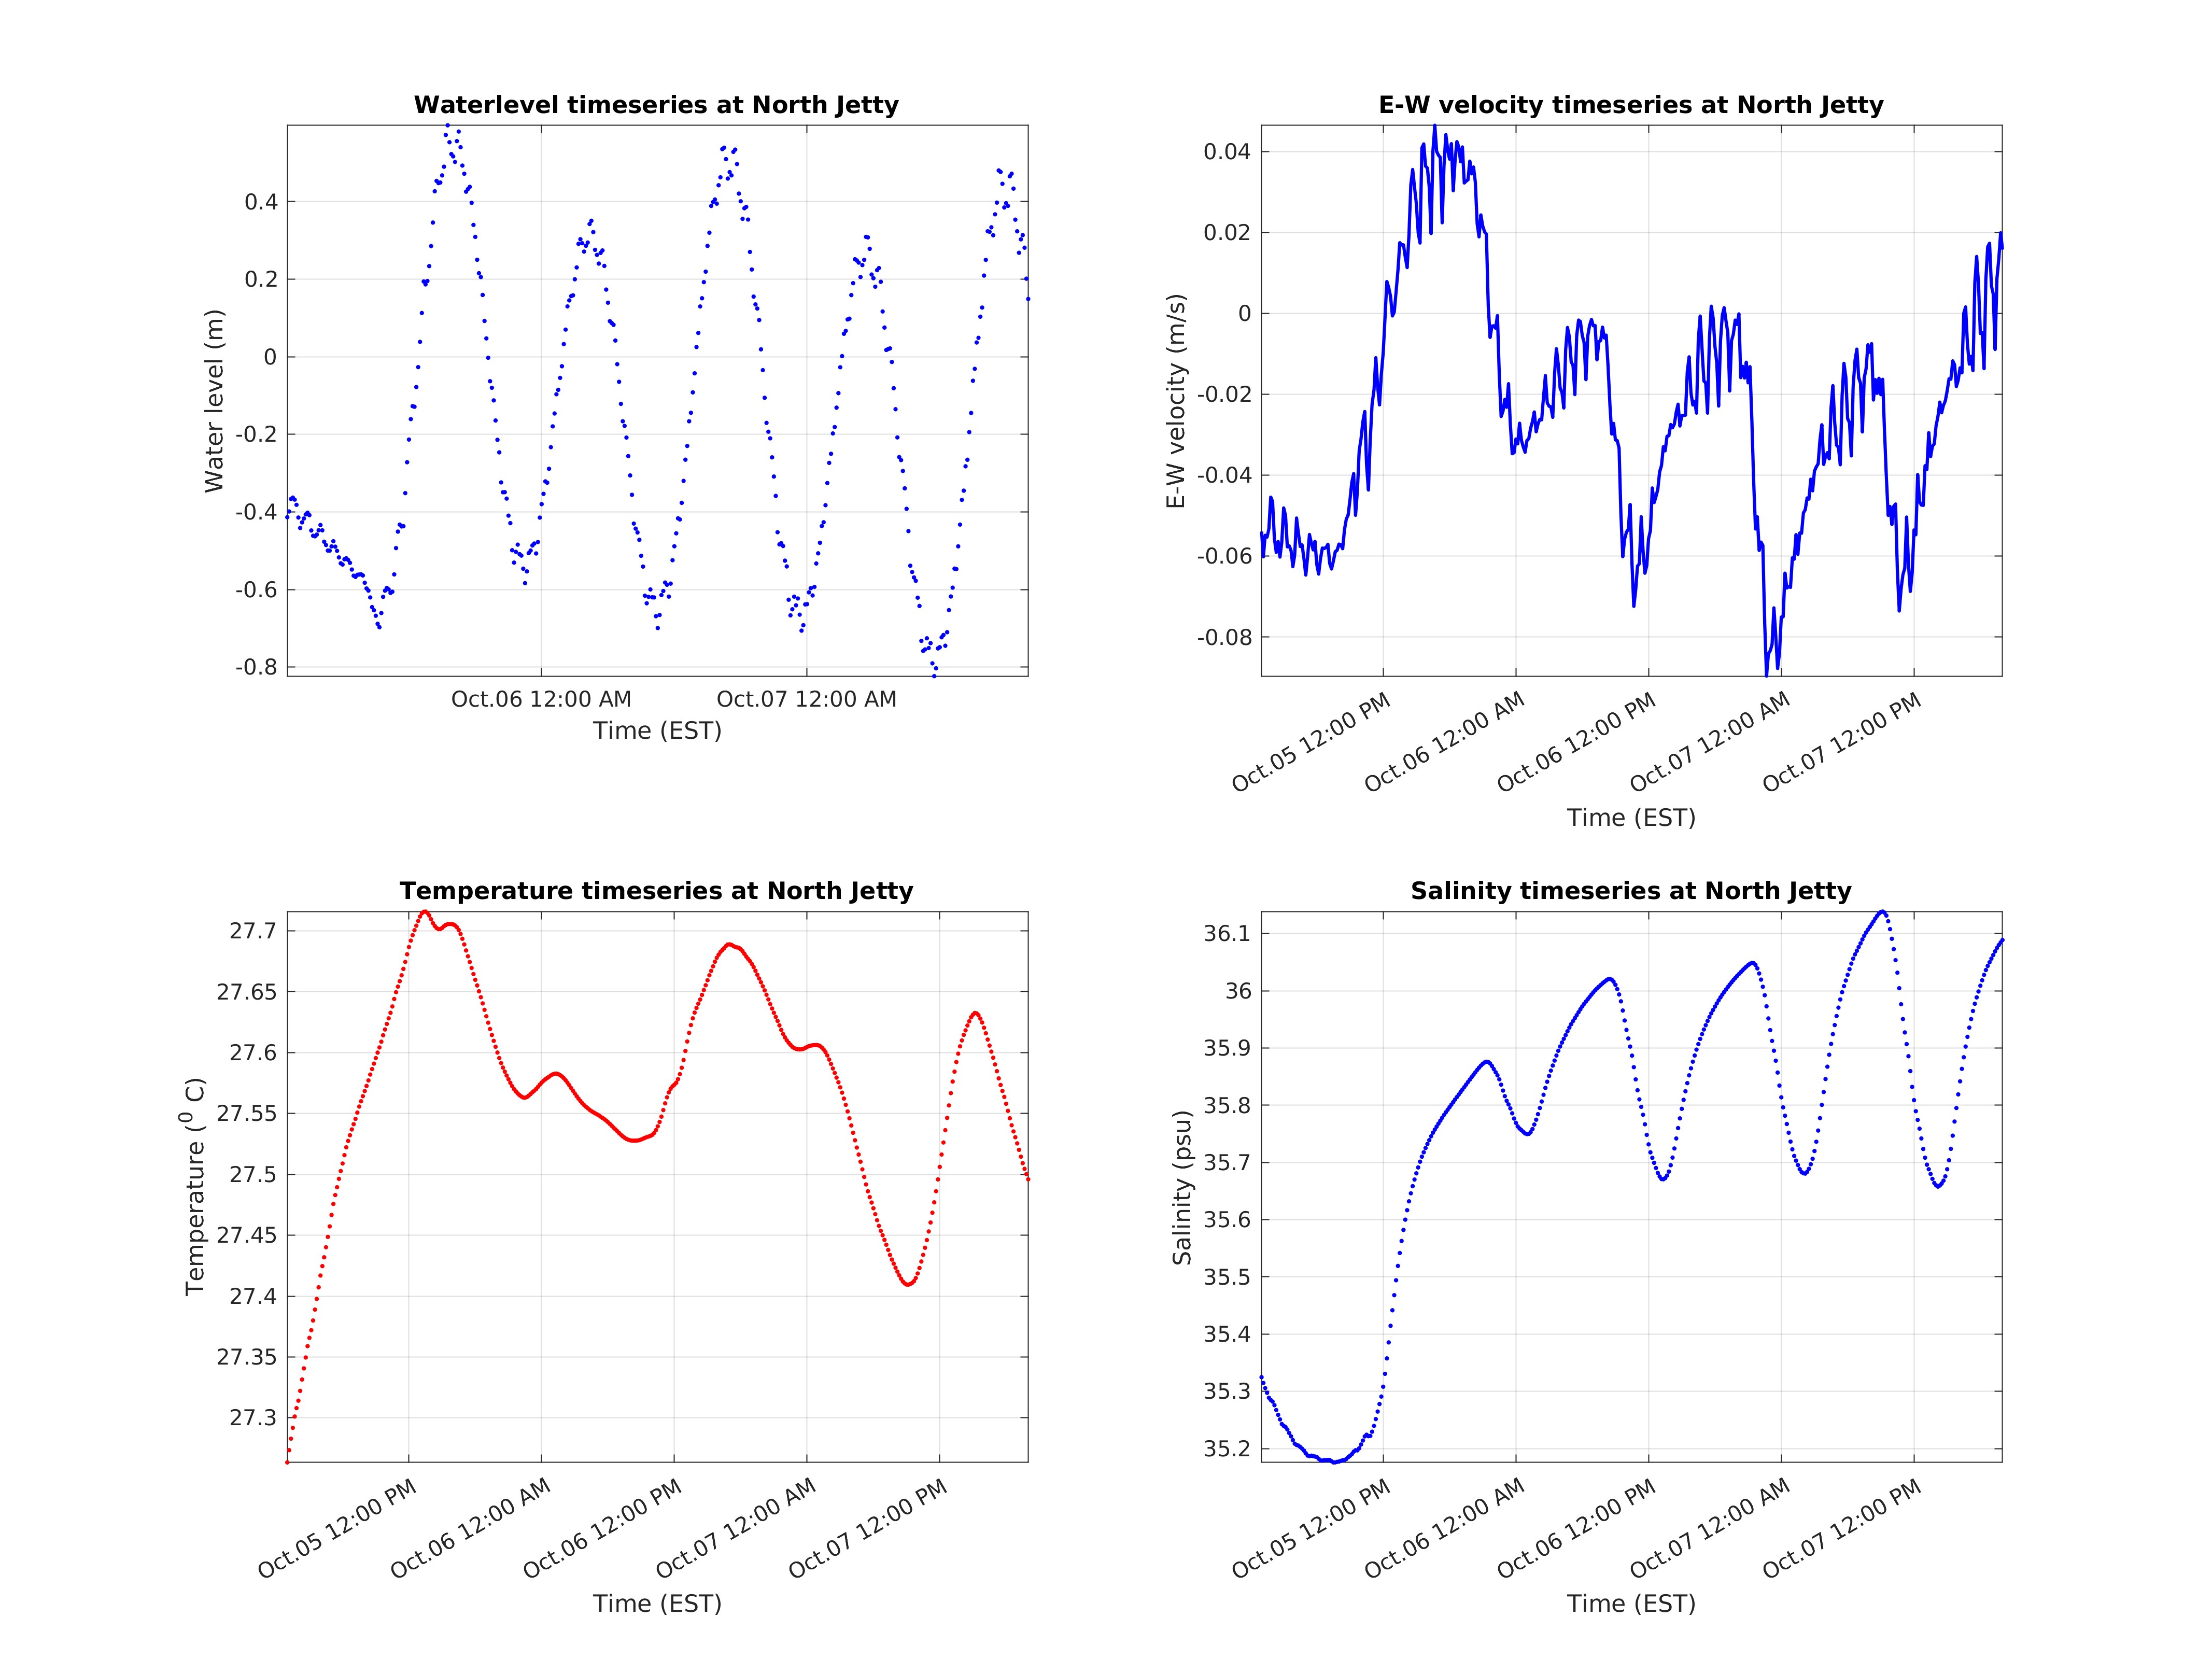 Waterlevel timeseries at North Jetty
Water level (m)
0.4
0.2
0
-0.2
-0.4
-0.6
-0.8
Oct.06 12:00 AM
Oct.07 12:00 AM
Time (EST)
E-W velocity timeseries at North Jetty
E-W velocity (m/s)
0.04
0.02
0
-0.02
-0.04
-0.06
-0.08
Oct.05 12:00 PM
Oct.06 12:00 AM
Oct.06 12:00 PM
Oct.07 12:00 AM
Oct.07 12:00 PM
Time (EST)
Temperature timeseries at North Jetty
Temperature (⁰ C)
27.7
27.65
27.6
27.55
27.5
27.45
27.4
27.35
27.3
Oct.05 12:00 PM
Oct.06 12:00 AM
Oct.06 12:00 PM
Oct.07 12:00 AM
Oct.07 12:00 PM
Time (EST)
Salinity timeseries at North Jetty
Salinity (psu)
36.1
36
35.9
35.8
35.7
35.6
35.5
35.4
35.3
35.2
Oct.05 12:00 PM
Oct.06 12:00 AM
Oct.06 12:00 PM
Oct.07 12:00 AM
Oct.07 12:00 PM
Time (EST)